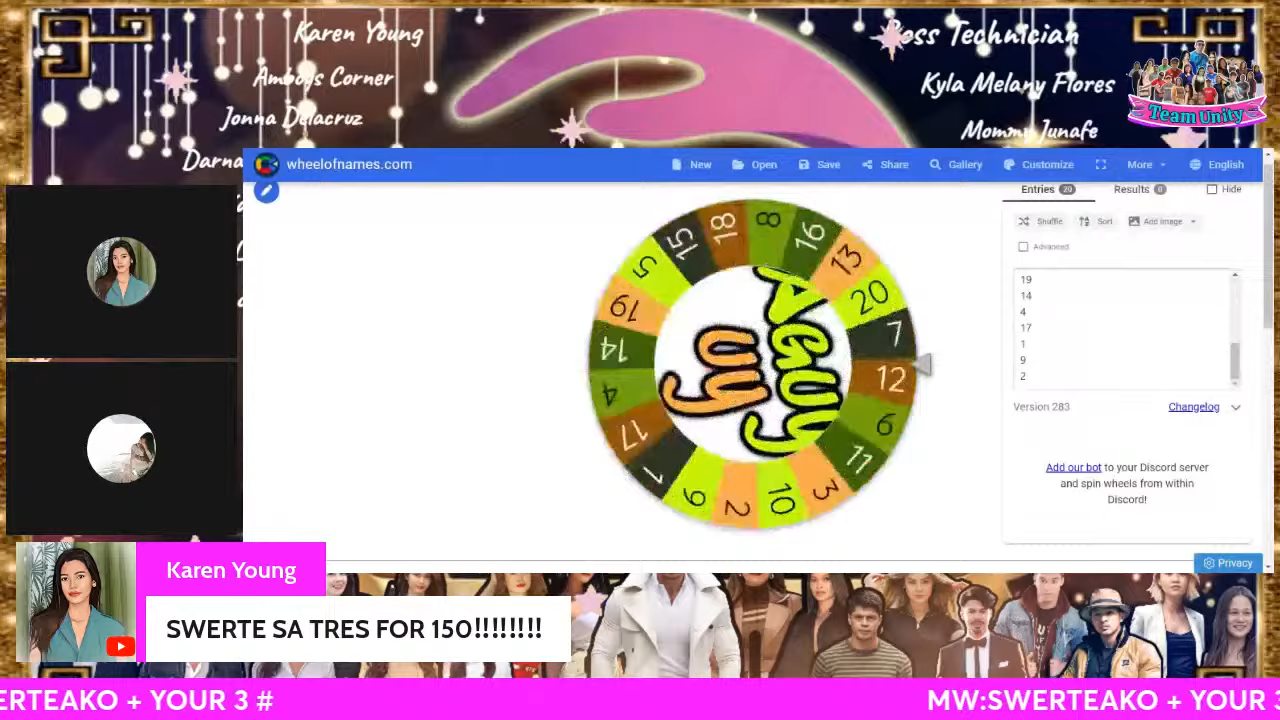 Karen Young
Amboys Corner
Jonna Delacruz
Darna
oss Technician
Kyla Melany Flores
Mommy Junafe
Team Unity
wheelofnames.com
New
Open
Save
Share
Gallery
Customize
More
English
Entries 20
Results 0
Hide
Shuffle
Sort
Add image
Advanced
19
14
4
17
1
9
2
Version 283
Changelog
Add our bot to your Discord server
and spin wheels from within
Discord!
Privacy
8
16
13
20
7
12
6
11
3
10
2
9
1
17
4
14
19
5
15
18
Karen Young
SWERTE SA TRES FOR 150!!!!!!!!
ERTEAKO + YOUR 3 #
MW:SWERTEAKO + YOUR 3